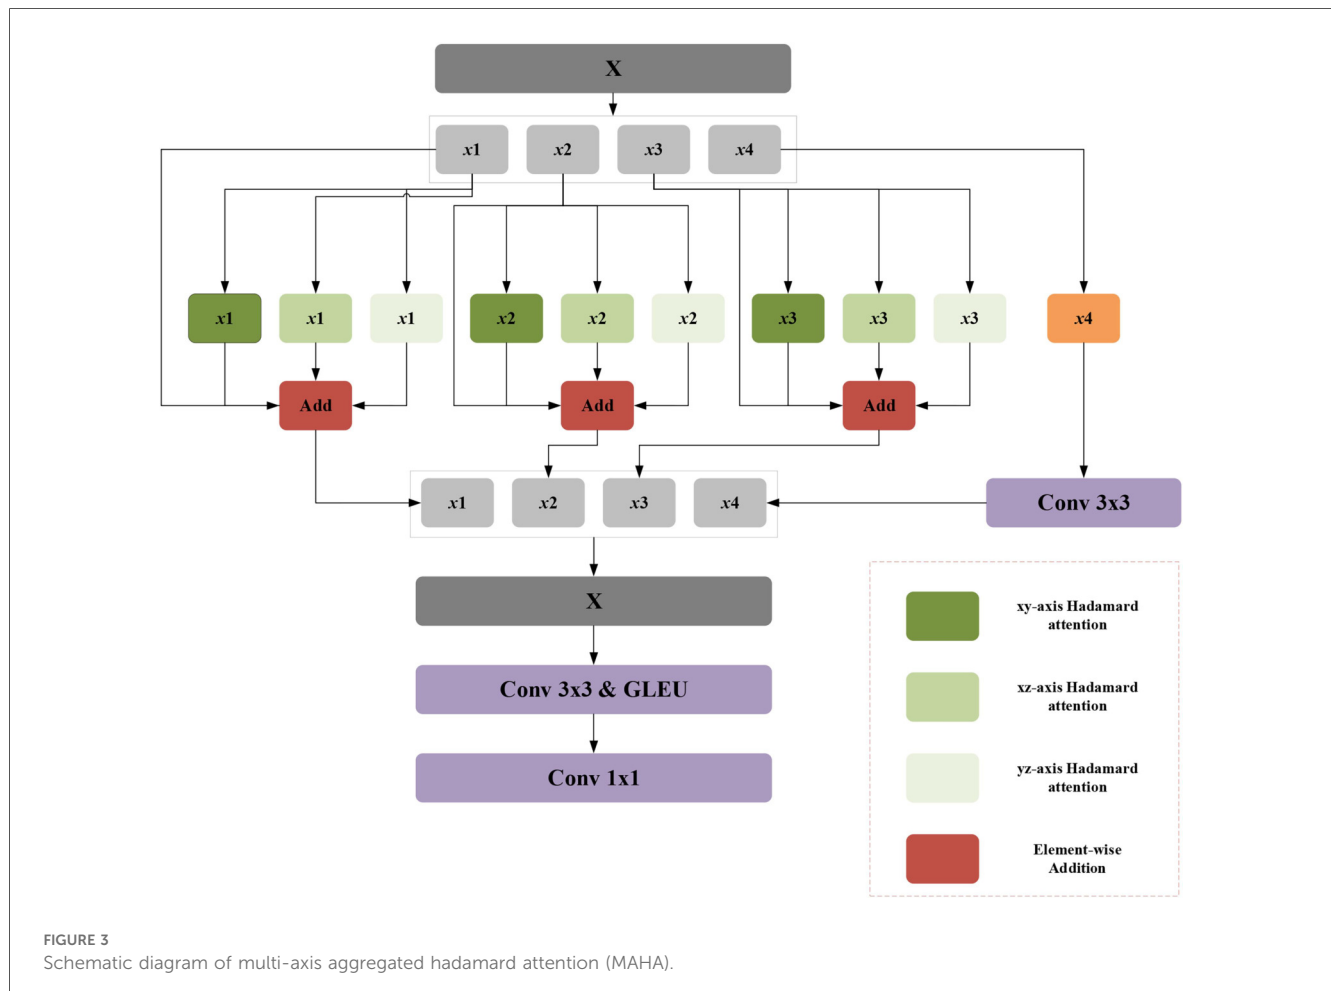 X
x1 x2 x3 x4
x1 x1 x1 x2 x2 x2 x3 x3 x3 x4
Add Add Add
x1 x2 x3 x4
Conv 3x3
X
Conv 3x3 & GLEU
Conv 1x1
xy-axis Hadamard
attention
xz-axis Hadamard
attention
yz-axis Hadamard
attention
Element-wise
Addition
FIGURE 3
Schematic diagram of multi-axis aggregated hadamard attention (MAHA).